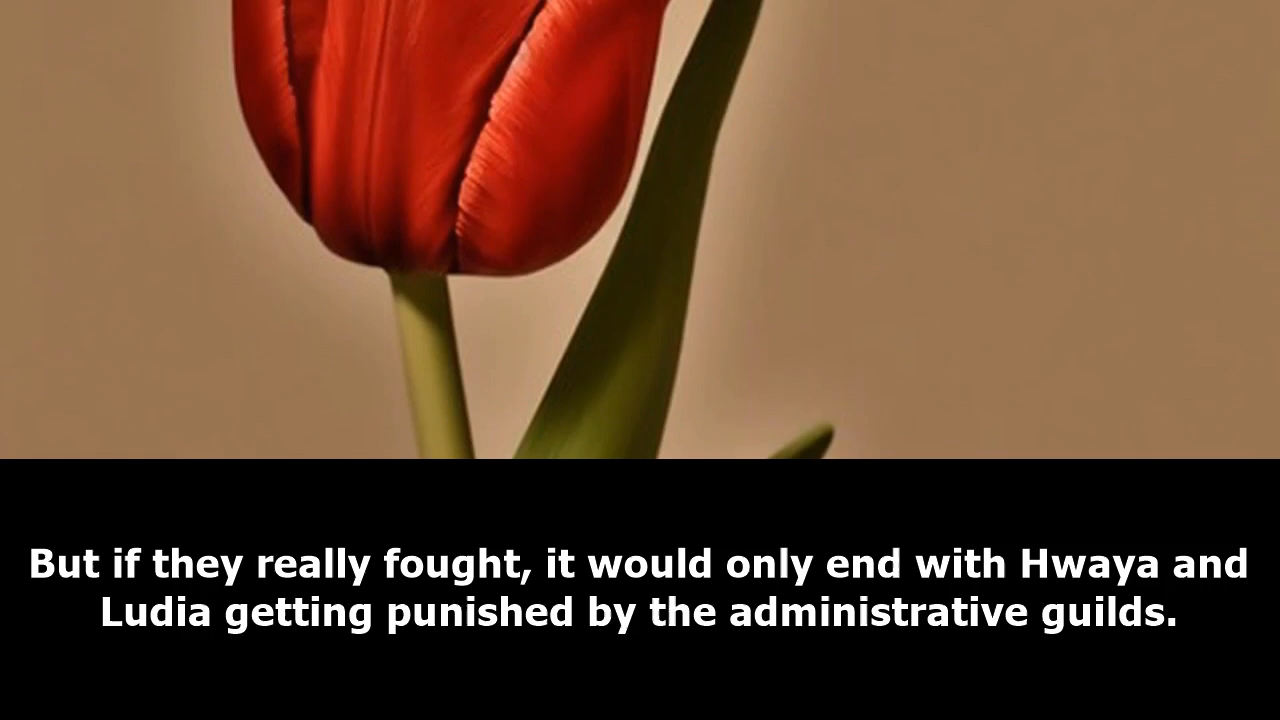 But if they really fought, it would only end with Hwaya and
Ludia getting punished by the administrative guilds.